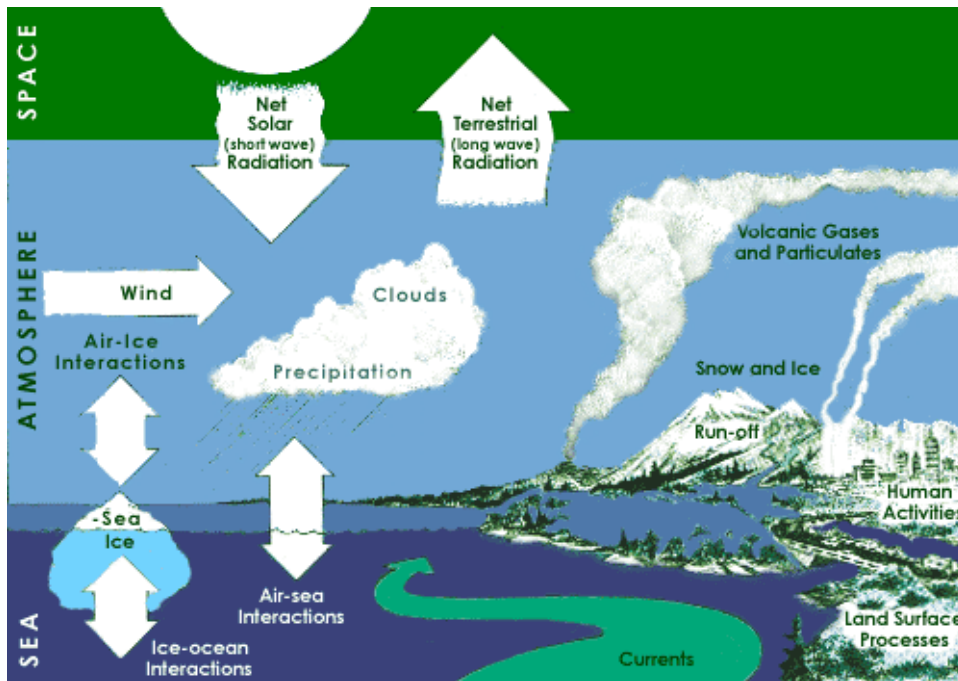 SPACE
Net
Solar
(short wave)
Radiation
Net
Terrestrial
(long wave)
Radiation
ATMOSPHERE
Volcanic Gases
and Particulates
Wind
Clouds
Air-Ice
Interactions
Precipitation
Snow and Ice
Run-off
Human
Activities
-Sea
Ice
SEA
Air-sea
Interactions
Ice-ocean
Interactions
Currents
Land Surface
Processes